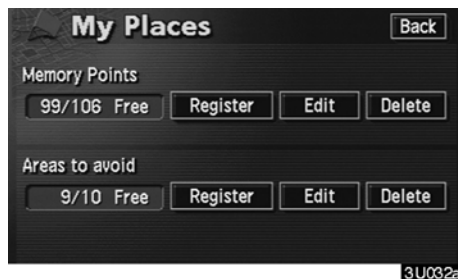 My Places Back
Memory Points
99/106 Free Register Edit Delete
Areas to avoid
9/10 Free Register Edit Delete
3U032a